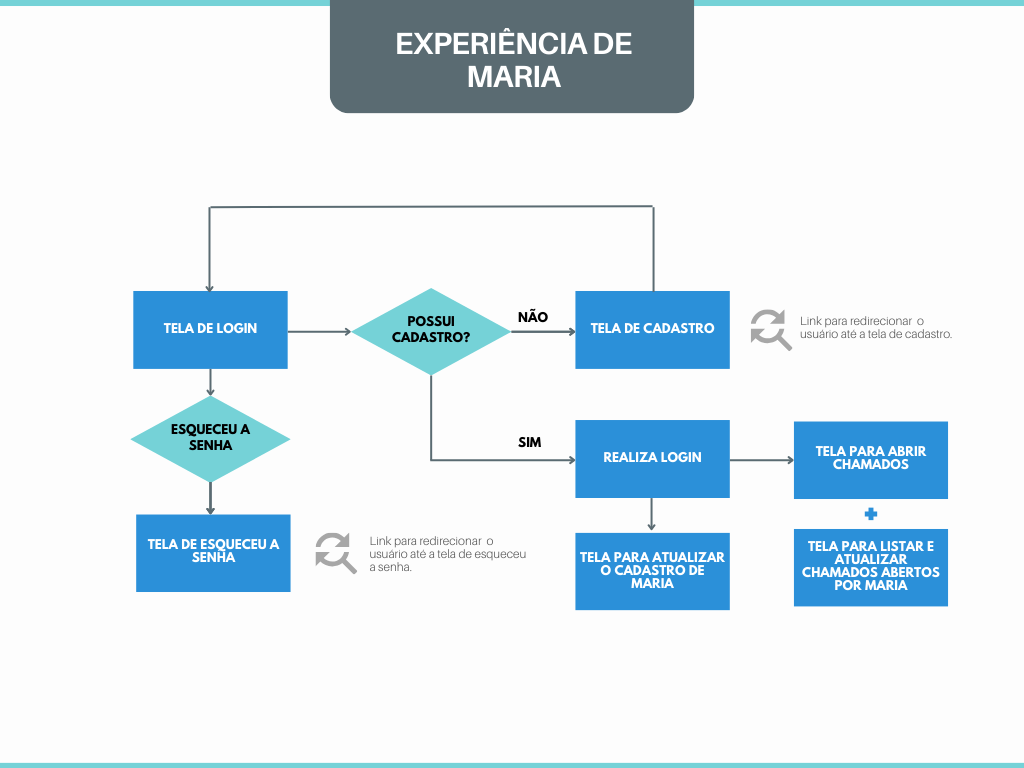 EXPERIÊNCIA DE
MARIA
TELA DE LOGIN
POSSUI
CADASTRO?
NÃO
TELA DE CADASTRO
Link para redirecionar o
usuário até a tela de cadastro.
ESQUECEU A
SENHA
SIM
REALIZA LOGIN
TELA PARA ABRIR
CHAMADOS
TELA DE ESQUECEU A
SENHA
Link para redirecionar o
usuário até a tela de esqueceu
a senha.
TELA PARA ATUALIZAR
O CADASTRO DE
MARIA
TELA PARA LISTAR E
ATUALIZAR
CHAMADOS ABERTOS
POR MARIA